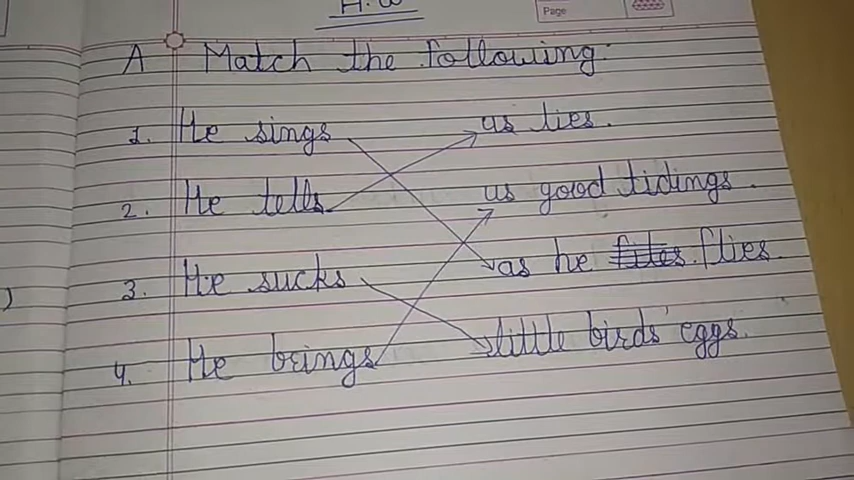 H.W
Page
A Match the following:
1. He sings us lies.
2. He tells us good tidings.
3. He sucks as he flies.
4. He brings little birds' eggs.